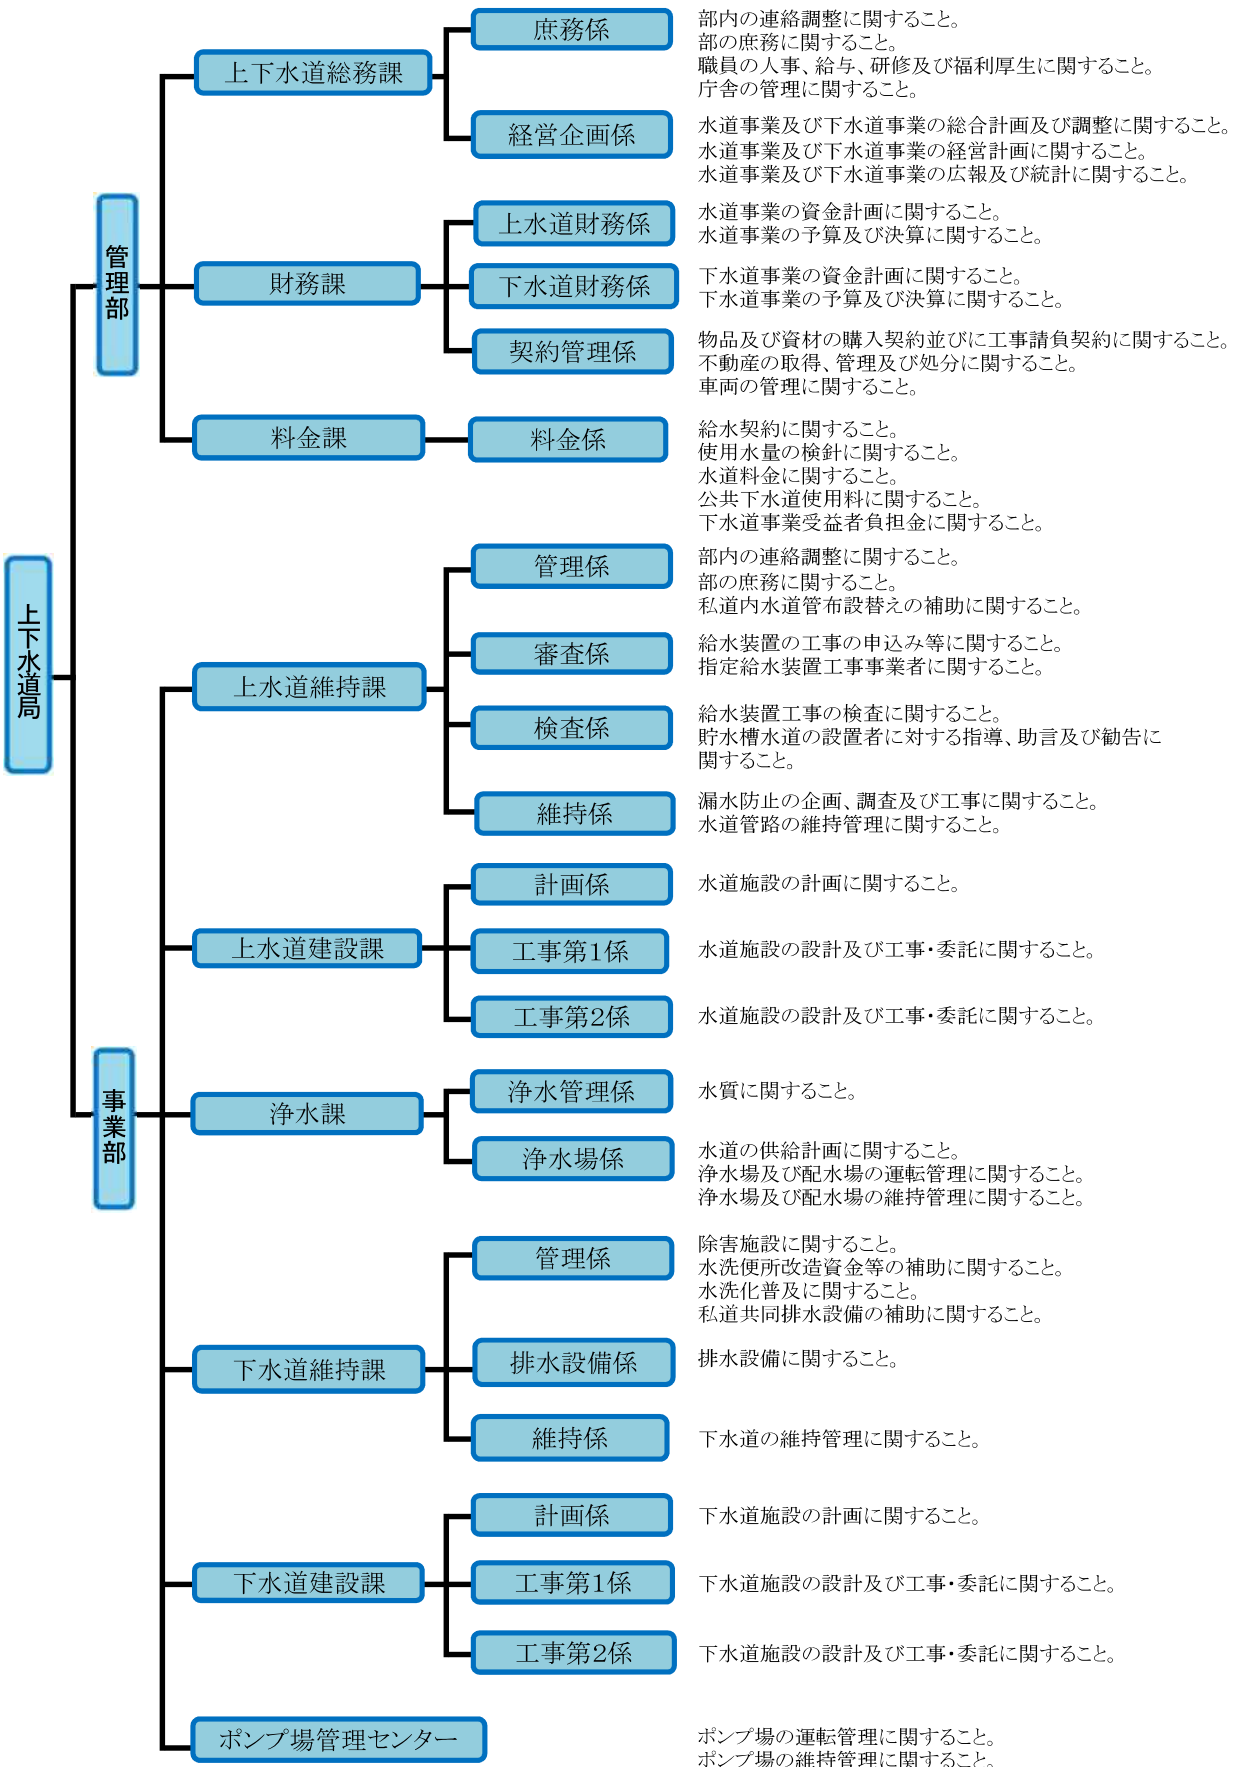 上下水道局
管理部
上下水道総務課
庶務係
部内の連絡調整に関すること。
部の庶務に関すること。
職員の人事、給与、研修及び福利厚生に関すること。
庁舎の管理に関すること。
経営企画係
水道事業及び下水道事業の総合計画及び調整に関すること。
水道事業及び下水道事業の経営計画に関すること。
水道事業及び下水道事業の広報及び統計に関すること。
財務課
上水道財務係
水道事業の資金計画に関すること。
水道事業の予算及び決算に関すること。
下水道財務係
下水道事業の資金計画に関すること。
下水道事業の予算及び決算に関すること。
契約管理係
物品及び資材の購入契約並びに工事請負契約に関すること。
不動産の取得、管理及び処分に関すること。
車両の管理に関すること。
料金課
料金係
給水契約に関すること。
使用水量の検針に関すること。
水道料金に関すること。
公共下水道使用料に関すること。
下水道事業受益者負担金に関すること。
事業部
上水道維持課
管理係
部内の連絡調整に関すること。
部の庶務に関すること。
私道内水道管布設替えの補助に関すること。
審査係
給水装置の工事の申込み等に関すること。
指定給水装置工事事業者に関すること。
検査係
給水装置工事の検査に関すること。
貯水槽水道の設置者に対する指導、助言及び勧告に
関すること。
維持係
漏水防止の企画、調査及び工事に関すること。
水道管路の維持管理に関すること。
上水道建設課
計画係
水道施設の計画に関すること。
工事第1係
水道施設の設計及び工事・委託に関すること。
工事第2係
水道施設の設計及び工事・委託に関すること。
浄水課
浄水管理係
水質に関すること。
浄水場係
水道の供給計画に関すること。
浄水場及び配水場の運転管理に関すること。
浄水場及び配水場の維持管理に関すること。
下水道維持課
管理係
除害施設に関すること。
水洗便所改造資金等の補助に関すること。
水洗化普及に関すること。
私道共同排水設備の補助に関すること。
排水設備係
排水設備に関すること。
維持係
下水道の維持管理に関すること。
下水道建設課
計画係
下水道施設の計画に関すること。
工事第1係
下水道施設の設計及び工事・委託に関すること。
工事第2係
下水道施設の設計及び工事・委託に関すること。
ポンプ場管理センター
ポンプ場の運転管理に関すること。
ポンプ場の維持管理に関すること。